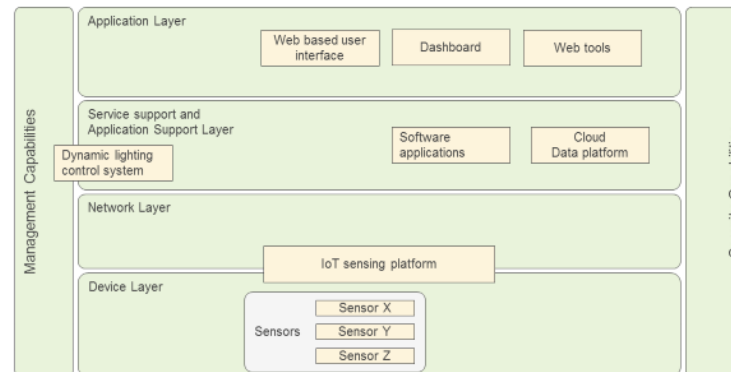 Application Layer
Web based user
interface
Dashboard
Web tools
Service support and
Application Support Layer
Software
applications
Cloud
Data platform
Dynamic lighting
control system
Management Capabilities
Network Layer
IoT sensing platform
Device Layer
Sensors
Sensor X
Sensor Y
Sensor Z